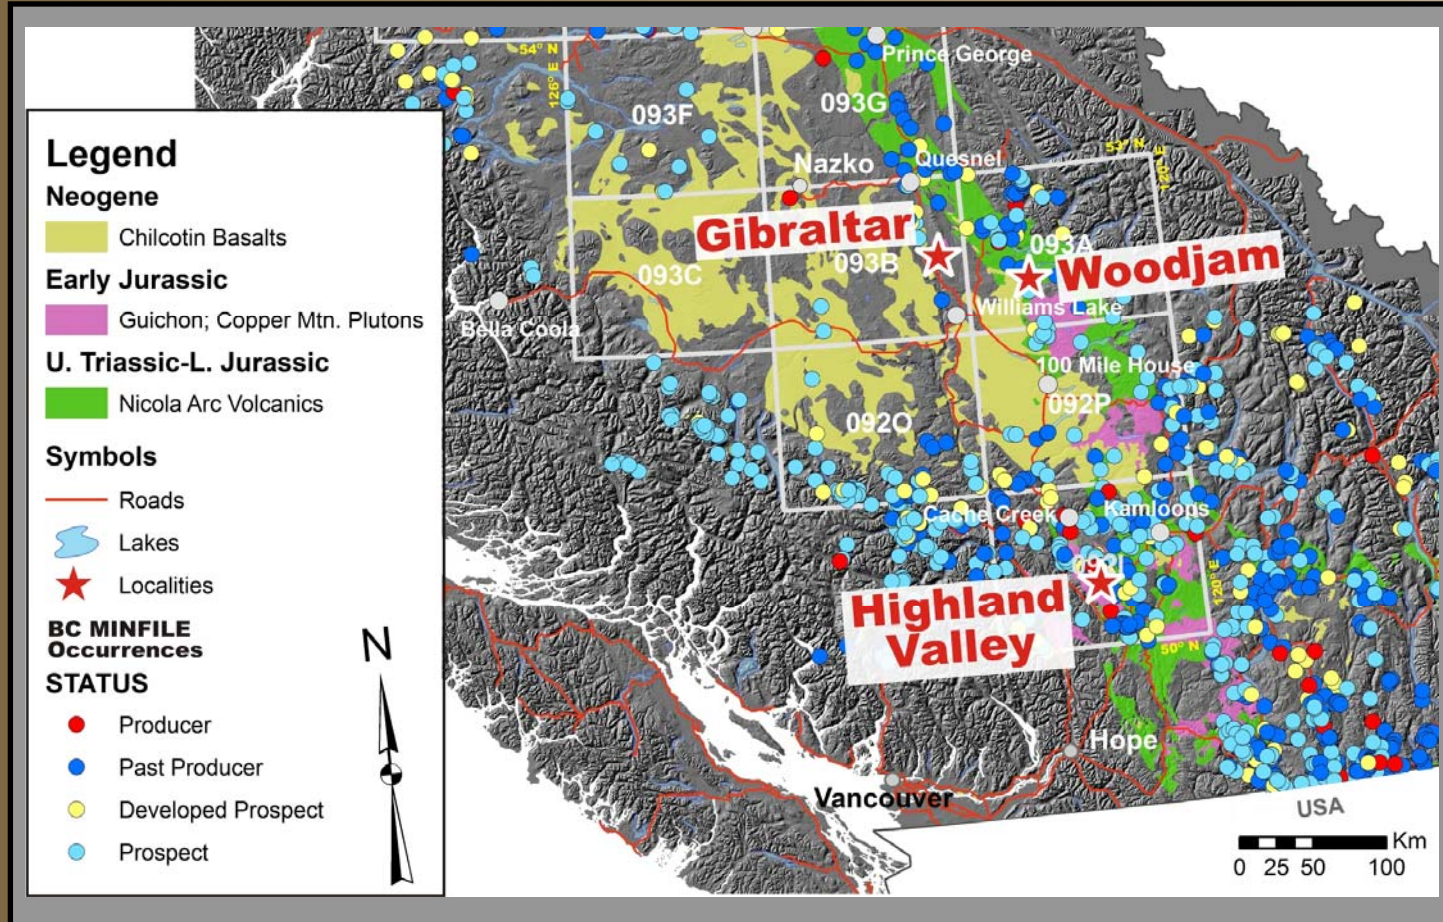 Legend
Neogene
Chilcotin Basalts
Early Jurassic
Guichon; Copper Mtn. Plutons
U. Triassic-L. Jurassic
Nicola Arc Volcanics
Symbols
Roads
Lakes
Localities
BC MINFILE
Occurrences
STATUS
Producer
Past Producer
Developed Prospect
Prospect
N
54° N
126° E
Prince George
093F
093G
53° N
120° E
Nazko
Quesnel
Gibraltar
093A
Woodjam
093C
093B
Bella Coola
Williams Lake
100 Mile House
092P
092O
Cache Creek
Kamloops
092I
Highland
Valley
20° E
50° N
Hope
Vancouver
USA
Km
0 25 50 100